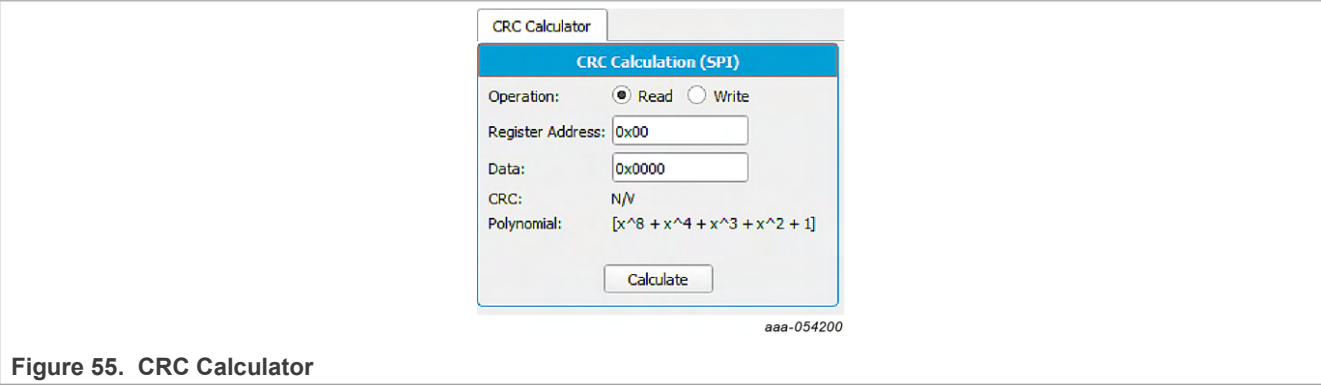 CRC Calculator
CRC Calculation (SPI)
Operation: Read Write
Register Address: 0x00
Data: 0x0000
CRC: N/V
Polynomial: [x^8 + x^4 + x^3 + x^2 + 1]
Calculate
aaa-054200
Figure 55. CRC Calculator